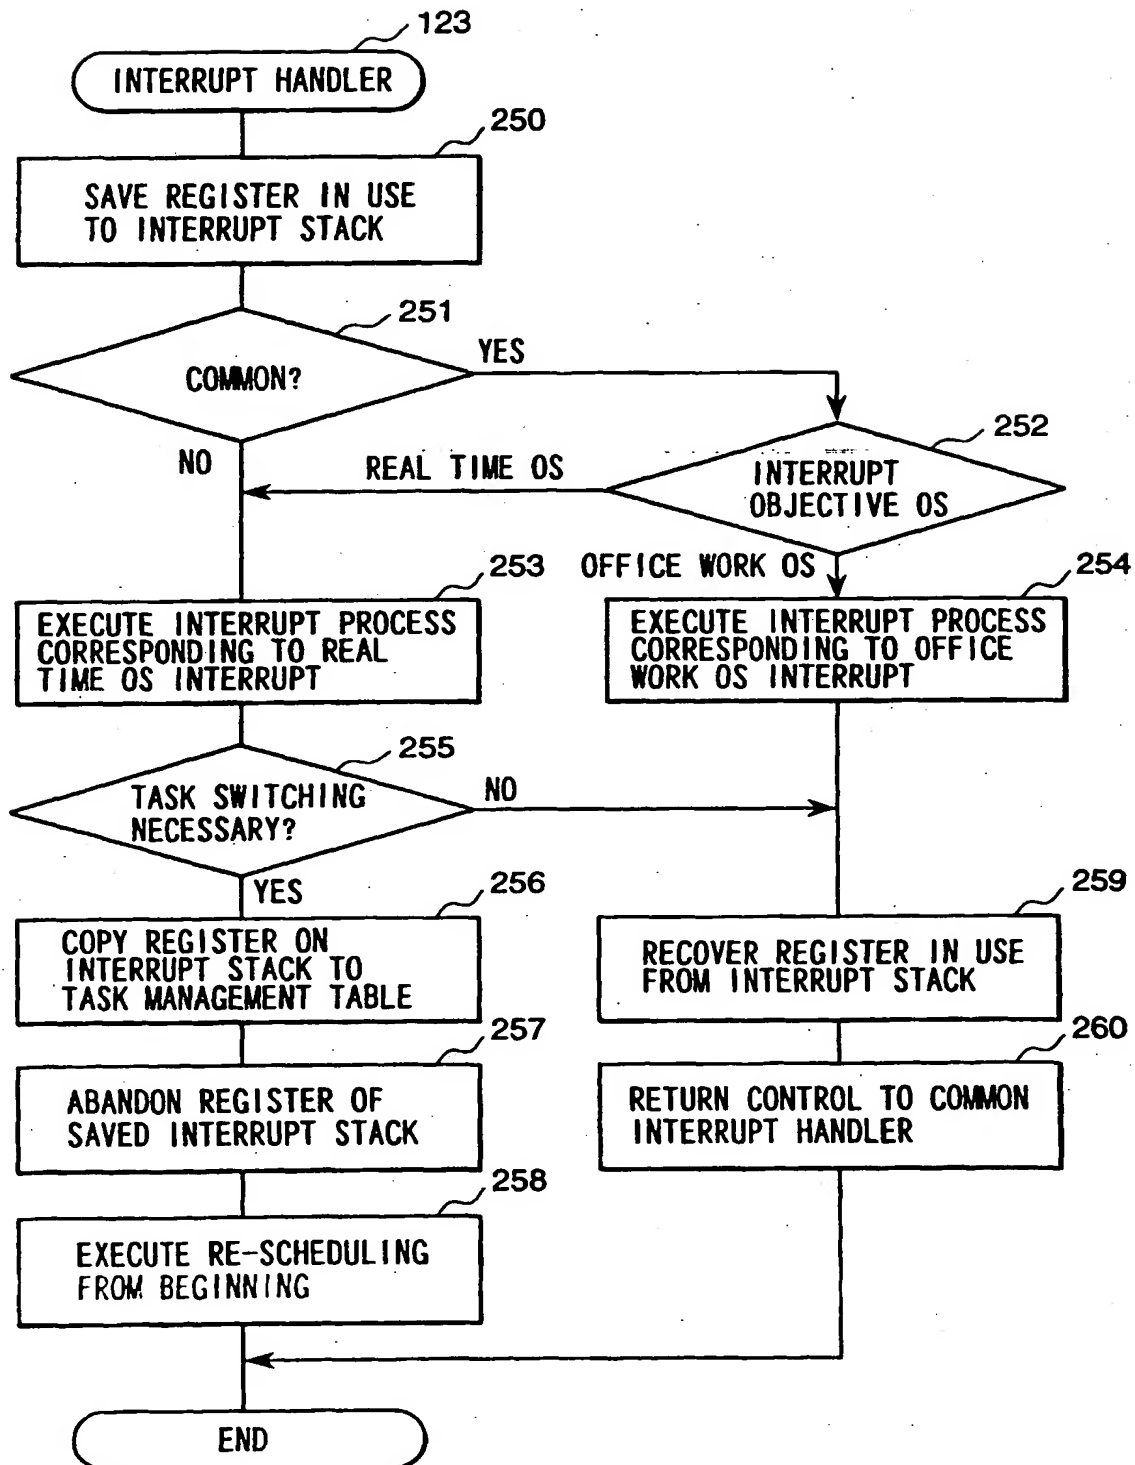 123
INTERRUPT HANDLER
250
SAVE REGISTER IN USE
TO INTERRUPT STACK
251
COMMON?
YES
NO
252
INTERRUPT
OBJECTIVE OS
REAL TIME OS
OFFICE WORK OS
253
EXECUTE INTERRUPT PROCESS
CORRESPONDING TO REAL
TIME OS INTERRUPT
254
EXECUTE INTERRUPT PROCESS
CORRESPONDING TO OFFICE
WORK OS INTERRUPT
255
TASK SWITCHING
NECESSARY?
NO
YES
256
COPY REGISTER ON
INTERRUPT STACK TO
TASK MANAGEMENT TABLE
259
RECOVER REGISTER IN USE
FROM INTERRUPT STACK
257
ABANDON REGISTER OF
SAVED INTERRUPT STACK
260
RETURN CONTROL TO COMMON
INTERRUPT HANDLER
258
EXECUTE RE-SCHEDULING
FROM BEGINNING
END